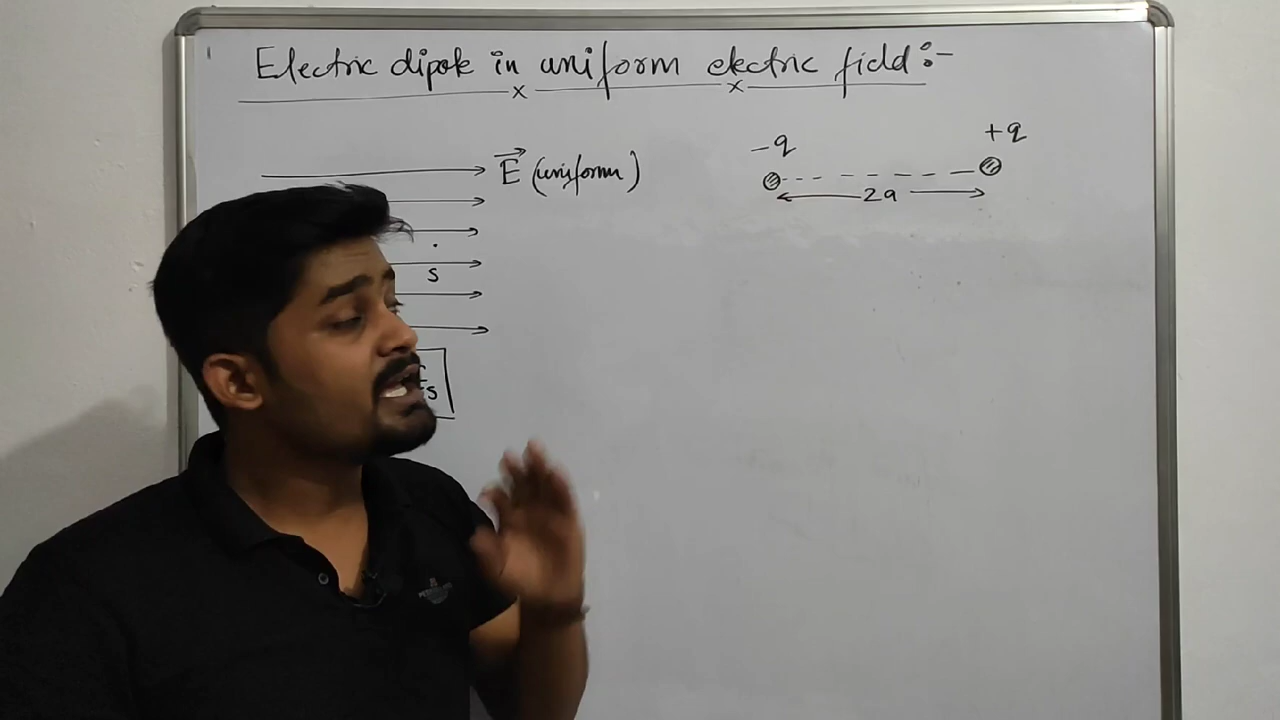 Electric dipole in uniform electric field :-
E (uniform)
-q
+q
2a
s
s